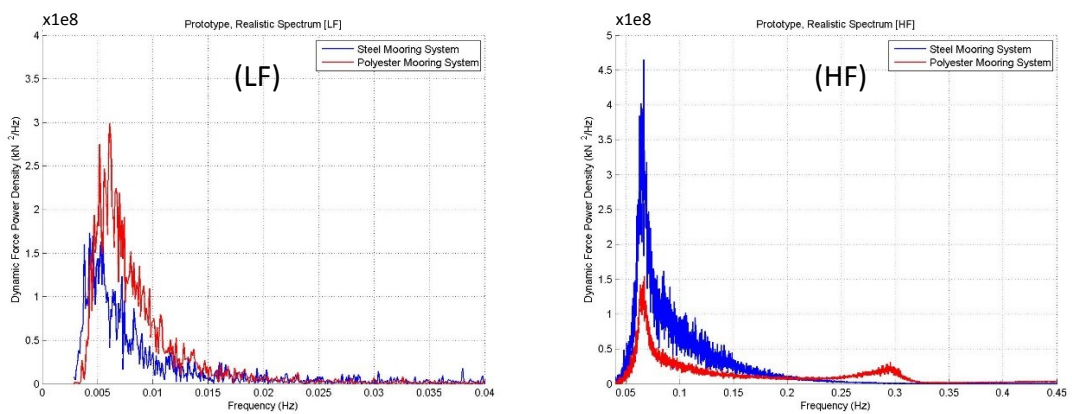 x1e8
Prototype, Realistic Spectrum [LF]
4
3.5
3
2.5
2
1.5
1
0.5
0
Dynamic Force Power Density (kN ^2/Hz)
Steel Mooring System
Polyester Mooring System
(LF)
0 0.005 0.010 0.015 0.02 0.025 0.03 0.035 0.04
Frequency (Hz)
x1e8
Prototype, Realistic Spectrum [HF]
5
4.5
4
3.5
3
2.5
2
1.5
1
0.5
0
Dynamic Force Power Density (kN ^2/Hz)
Steel Mooring System
Polyester Mooring System
(HF)
0.05 0.1 0.15 0.2 0.25 0.3 0.35 0.4 0.45
Frequency (Hz)